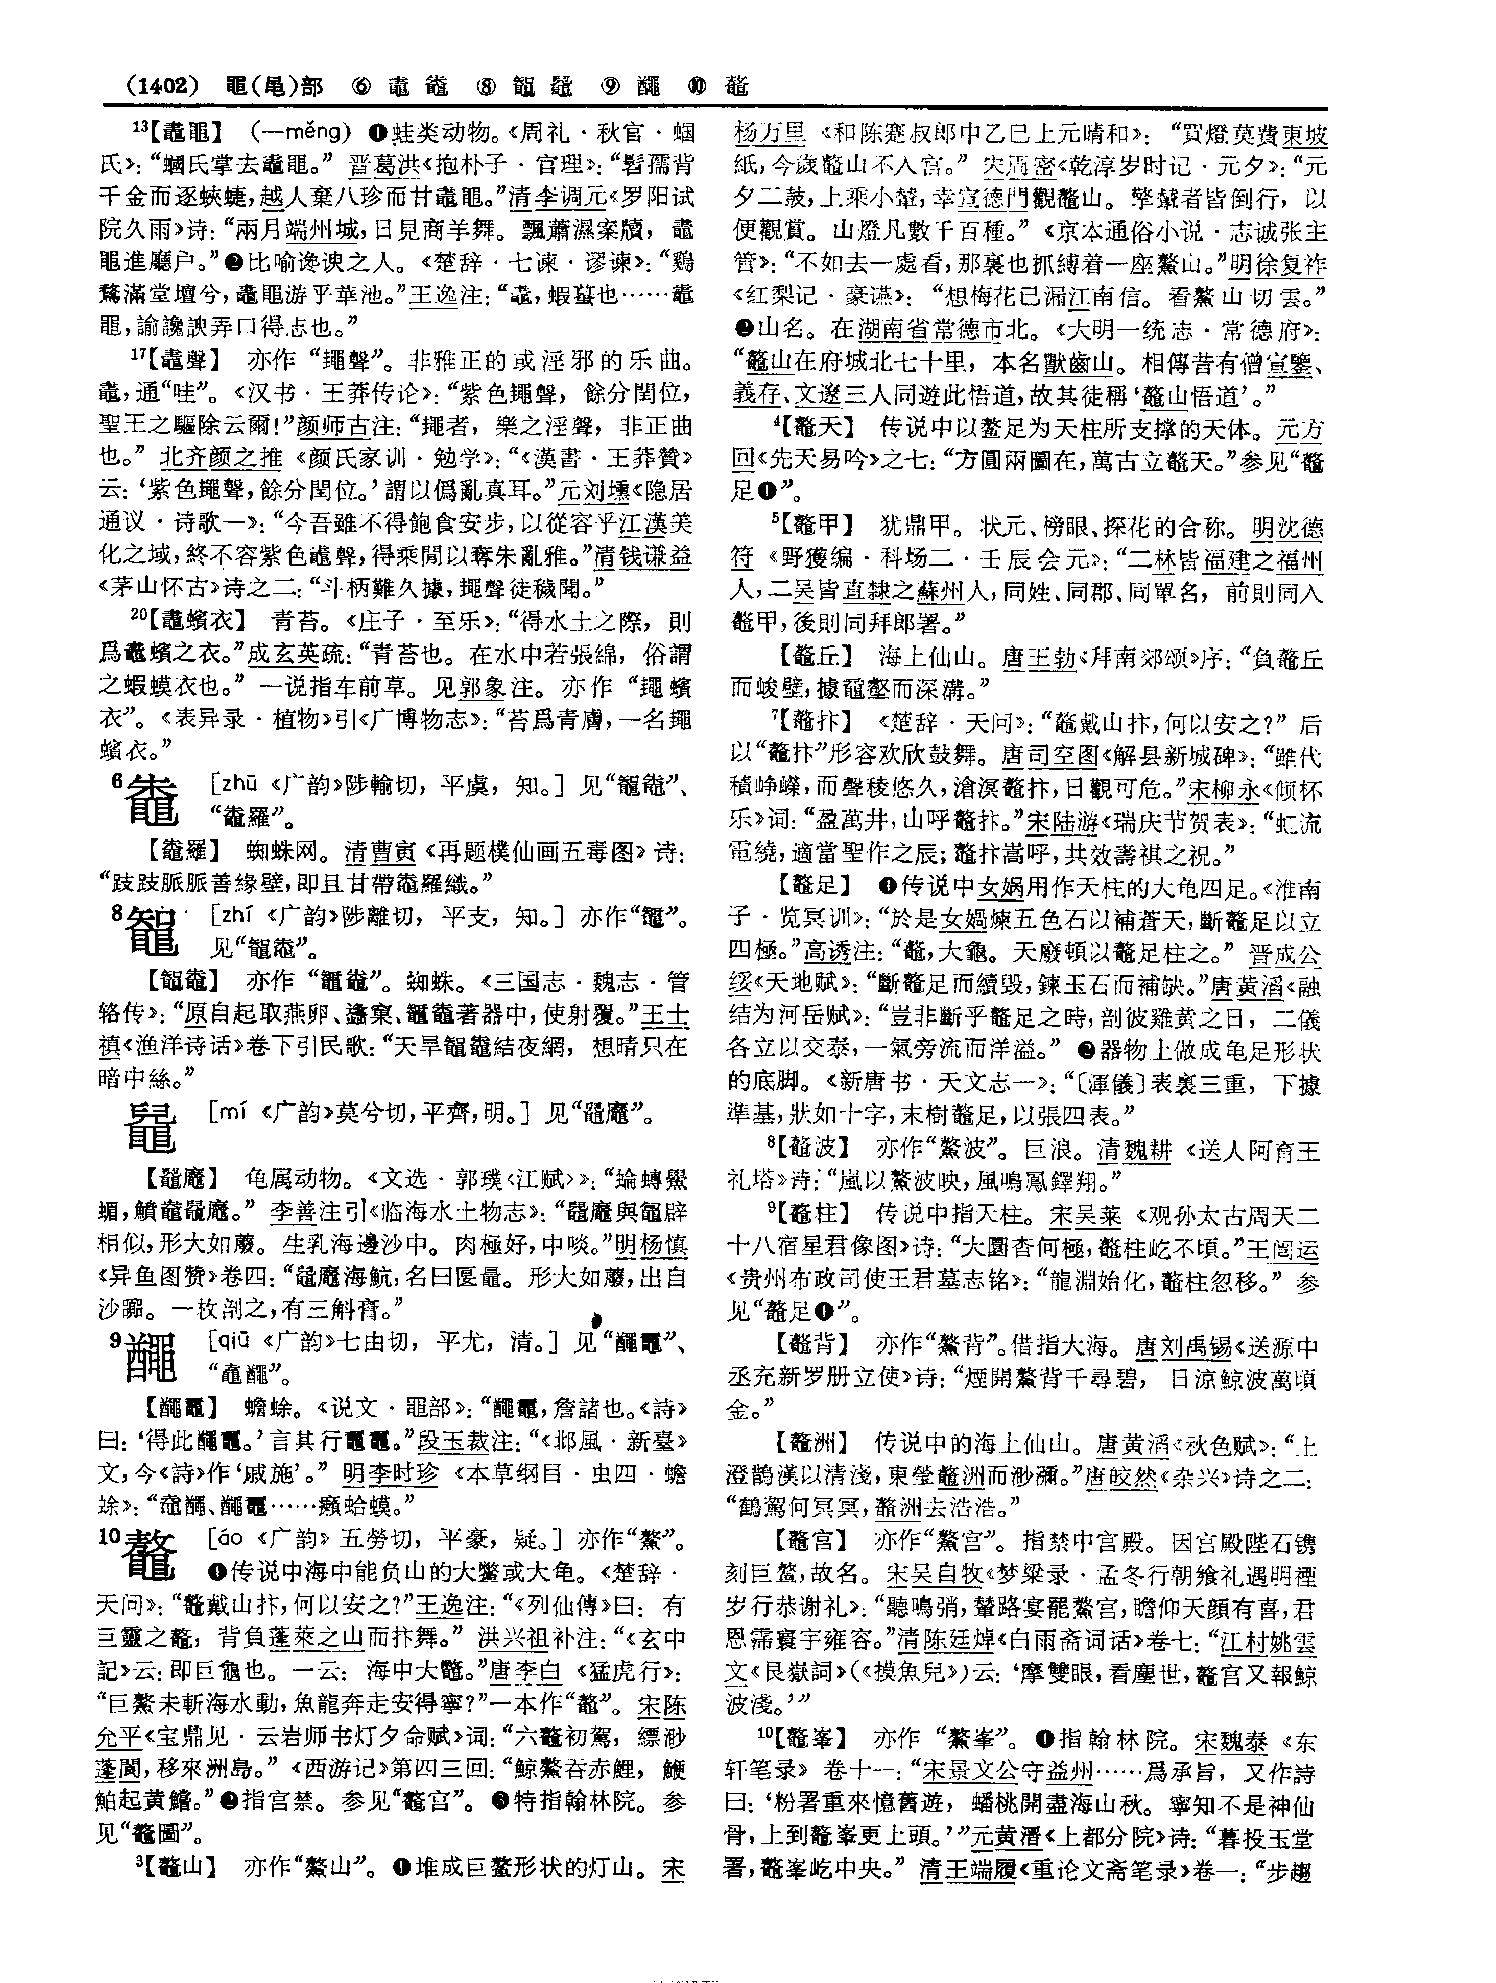 (1402) 黽(黾)部 ⑥ 鼃 鼄 ⑧ 䵹 䵸 ⑨ 鼀 ⑩ 鼇
13【鼃黽】 (—měng) ❶蛙类动物。《周礼·秋官·蝈
氏》：“蟈氏掌去鼃黽。” 晋葛洪《抱朴子·官理》：“髫孺背
千金而逐蛺蝶，越人棄八珍而甘鼃黽。”清李调元《罗阳试
院久雨》诗：“兩月端州城，日見商羊舞。飄蕭濕案牘，鼃
黽進廳户。”❷比喻谗谀之人。《楚辞·七谏·谬谏》：“鷄
鶩滿堂壇兮，鼃黽游乎華池。”王逸注：“鼃，蝦蟇也……鼃
黽，諭讒諛弄口得志也。”
17【鼃聲】 亦作“䵷聲”。非雅正的或淫邪的乐曲。
鼃，通“哇”。《汉书·王莽传论》：“紫色䵷聲，餘分閏位，
聖王之驅除云爾！”颜师古注：“䵷者，樂之淫聲，非正曲
也。” 北齐颜之推《颜氏家训·勉学》：“《漢書·王莽贊》
云：‘紫色䵷聲，餘分閏位。’謂以僞亂真耳。”元刘壎《隐居
通议·诗歌一》：“今吾雖不得飽食安步，以從容乎江漢美
化之域，終不容紫色鼃聲，得乘閒以奪朱亂雅。”清钱谦益
《茅山怀古》诗之二：“斗柄難久據，䵷聲徒穢聞。”
20【鼃蠙衣】 青苔。《庄子·至乐》：“得水土之際，則
爲鼃蠙之衣。”成玄英疏：“青苔也。在水中若張綿，俗謂
之蝦蟆衣也。” 一说指车前草。见郭象注。亦作“䵷蠙
衣”。《表异录·植物》引《广博物志》：“苔爲青膚，一名䵷
蠙衣。”
6 鼄 [zhū 《广韵》陟輸切，平虞，知。] 见“鼅鼄”、
“鼄羅”。
【鼄羅】 蜘蛛网。清曹寅《再题樸仙画五毒图》诗：
“跂跂脈脈善緣壁，即且甘帶鼄羅織。”
8 䵹 [zhí 《广韵》陟離切，平支，知。] 亦作“鼅”。
见“䵹鼄”。
【䵹鼄】 亦作“鼅鼄”。蜘蛛。《三国志·魏志·管
辂传》：“原自起取燕卵、蠭窠、鼅鼄著器中，使射覆。”王士
禛《渔洋诗话》卷下引民歌：“天旱䵹鼄結夜網，想晴只在
暗中絲。”
[mí 《广韵》莫兮切，平齊，明。]
龟属动物。《文选·郭璞〈江赋〉》：
李善注引《临海水土物志》：
相似，形大如䕠。生乳海邊沙中。肉極好，中啖。”明杨慎
《异鱼图赞》卷四： 形大如䕠，出自
沙㵎。一枚剖之，有三斛膏。”
9 [qiū 《广韵》七由切，平尤，清。]
蟾蜍。《说文·黽部》： 詹諸也。《詩》
曰：‘得此 言其行 段玉裁注：“《邶風·新臺》
文，今《詩》作‘戚施’。” 明李时珍《本草纲目·虫四·蟾
蜍》： ……癩蛤蟆。”
10 鼇 [áo 《广韵》五勞切，平豪，疑。] 亦作“鰲”。
❶传说中海中能负山的大鳖或大龟。《楚辞·
天问》：“鼇戴山抃，何以安之？”王逸注：“《列仙傳》曰：有
巨靈之鼇，背負蓬萊之山而抃舞。” 洪兴祖补注：“《玄中
記》云：即巨龜也。一云：海中大鼈。”唐李白《猛虎行》：
“巨鰲未斬海水動，魚龍奔走安得寧？”一本作“鼇”。宋陈
允平《宝鼎见·云岩师书灯夕命赋》词：“六鼇初駕，縹渺
蓬閬，移來洲島。”《西游记》第四三回：“鯨鰲吞赤鯉，鯾
鮊起黄鱨。”❷指宫禁。参见“鼇宫”。❸特指翰林院。参
见“鼇圖”。
3【鼇山】 亦作“鰲山”。❶堆成巨鳌形状的灯山。宋
杨万里《和陈蹇叔郎中乙巳上元晴和》：“買燈莫費東坡
紙，今歲鼇山不入宫。” 宋周密《乾淳岁时记·元夕》：“元
夕二鼓，上乘小輦，幸宣德門觀鼇山。擎輦者皆倒行，以
便觀賞。山燈凡數千百種。”《京本通俗小说·志诚张主
管》：“不如去一處看，那裏也抓縛着一座鰲山。”明徐复祚
《红梨记·豪䜩》：“想梅花已漏江南信。看鰲山切雲。”
❷山名。在湖南省常德市北。《大明一统志·常德府》：
“鼇山在府城北七十里，本名獸齒山。相傳昔有僧宣鑒、
義存、文邃三人同遊此悟道，故其徒稱‘鼇山悟道’。”
4【鼇天】 传说中以鳌足为天柱所支撑的天体。元方
回《先天易吟》之七：“方圓兩圖在，萬古立鼇天。”参见“鼇
足❶”。
5【鼇甲】 犹鼎甲。状元、榜眼、探花的合称。明沈德
符《野獲编·科场二·壬辰会元》：“二林皆福建之福州
人，二吴皆直隸之蘇州人，同姓、同郡、同單名，前則同入
鼇甲，後則同拜郎署。”
【鼇丘】 海上仙山。唐王勃《拜南郊颂》序：“負鼇丘
而峻壁，據黿壑而深溝。”
7【鼇抃】 《楚辞·天问》：“鼇戴山抃，何以安之？”后
以“鼇抃”形容欢欣鼓舞。唐司空图《解县新城碑》：“雖代
積崢嶸，而聲稜悠久，滄溟鼇抃，日觀可危。”宋柳永《倾杯
乐》词：“盈萬井，山呼鼇抃。”宋陆游《瑞庆节贺表》：“虹流
電繞，適當聖作之辰；鼇抃嵩呼，共效壽祺之祝。”
【鼇足】 ❶传说中女娲用作天柱的大龟四足。《淮南
子·览冥训》：“於是女媧煉五色石以補蒼天，斷鼇足以立
四極。”高诱注：“鼇，大龜。天廢頓以鼇足柱之。” 晋成公
绥《天地赋》：“斷鼇足而續毁，鍊玉石而補缺。”唐黄滔《融
结为河岳赋》：“豈非斷乎鼇足之時，剖彼雞黄之日，二儀
各立以交泰，一氣旁流而洋溢。” ❷器物上做成龟足形状
的底脚。《新唐书·天文志一》：“〔渾儀〕表裏三重，下據
準基，狀如十字，末樹鼇足，以張四表。”
8【鼇波】 亦作“鰲波”。巨浪。清魏耕《送人阿育王
礼塔》诗：“嵐以鰲波映，風鳴鳳鐸翔。”
9【鼇柱】 传说中指天柱。宋吴莱《观孙太古周天二
十八宿星君像图》诗：“大圜杳何極，鼇柱屹不頃。”王闿运
《贵州布政司使王君墓志铭》：“龍淵始化，鼇柱忽移。” 参
见“鼇足❶”。
【鼇背】 亦作“鰲背”。借指大海。唐刘禹锡《送源中
丞充新罗册立使》诗：“煙開鰲背千尋碧，日涼鯨波萬頃
金。”
【鼇洲】 传说中的海上仙山。唐黄滔《秋色赋》：“上
澄鵲漢以清淺，東瑩鼇洲而渺瀰。”唐皎然《杂兴》诗之二：
“鶴駕何冥冥，鼇洲去浩浩。”
【鼇宫】 亦作“鰲宫”。指禁中宫殿。因宫殿陛石镌
刻巨鳌，故名。宋吴自牧《梦粱录·孟冬行朝飨礼遇明禋
岁行恭谢礼》：“聽鳴弰，輦路宴罷鰲宫，瞻仰天顔有喜，君
恩霈寰宇雍容。”清陈廷焯《白雨斋词话》卷七：“江村姚雲
文《艮嶽詞》(《摸魚兒》)云：‘摩雙眼，看塵世，鼇宫又報鯨
波淺。’”
10【鼇峯】 亦作“鰲峯”。❶指翰林院。宋魏泰《东
轩笔录》卷十一：“宋景文公守益州……爲承旨，又作詩
曰：‘粉署重來憶舊遊，蟠桃開盡海山秋。寧知不是神仙
骨，上到鼇峯更上頭。’”元黄溍《上都分院》诗：“暮投玉堂
署，鼇峯屹中央。” 清王端履《重论文斋笔录》卷一：“步趨